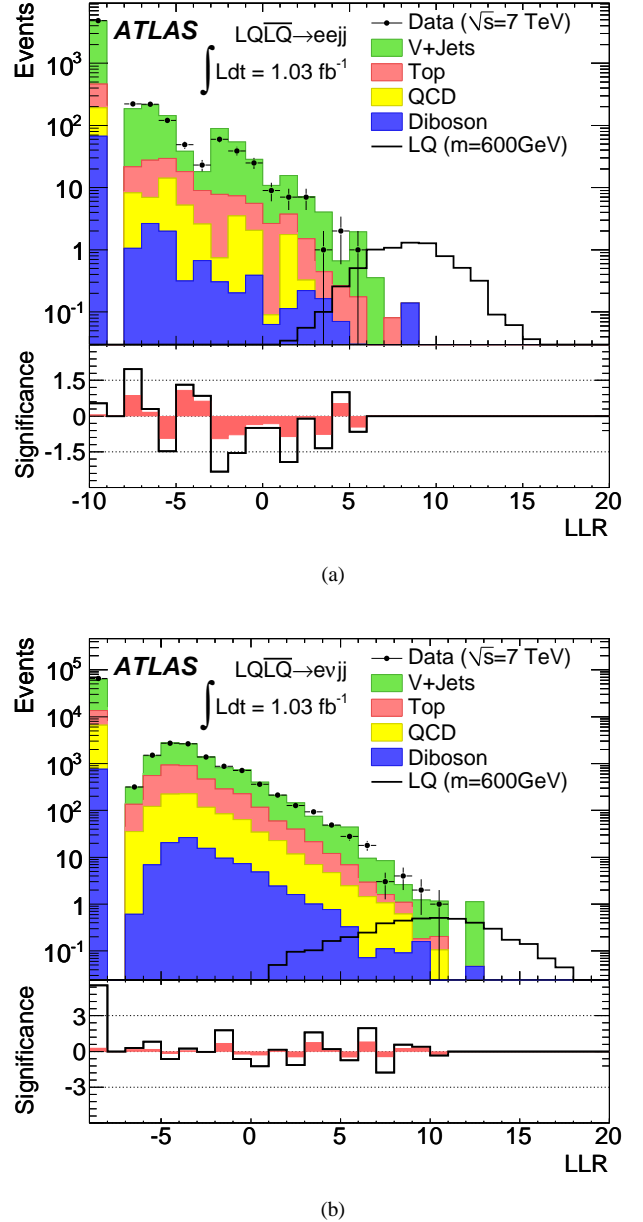 Events
ATLAS
LQL̅Q̅→eejj
∫ Ldt = 1.03 fb⁻¹
Data (√s=7 TeV)
V+Jets
Top
QCD
Diboson
LQ (m=600GeV)
10³
10²
10
1
10⁻¹
Significance
1.5
0
-1.5
-10 -5 0 5 10 15 20
LLR
(a)
Events
ATLAS
LQL̅Q̅→eνjj
∫ Ldt = 1.03 fb⁻¹
Data (√s=7 TeV)
V+Jets
Top
QCD
Diboson
LQ (m=600GeV)
10⁵
10⁴
10³
10²
10
1
10⁻¹
Significance
3
0
-3
-5 0 5 10 15 20
LLR
(b)